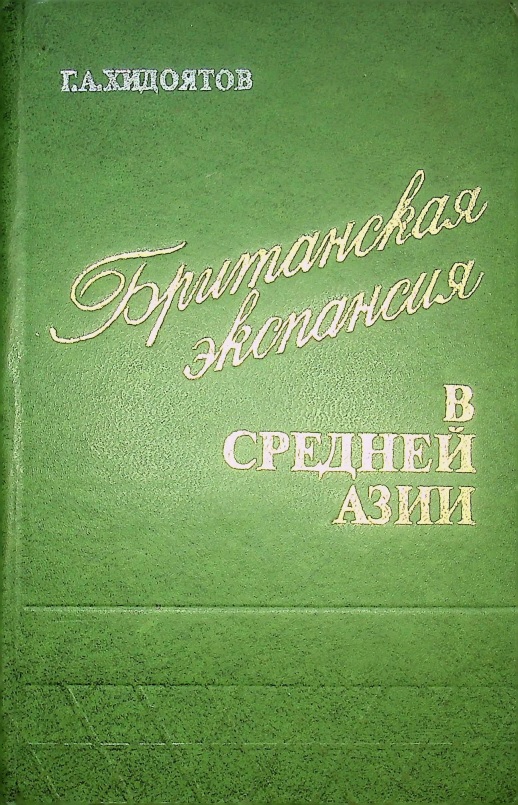 Г.А.ХИДОЯТОВ
Британская
экспансия
В
СРЕДНЕЙ
АЗИИ